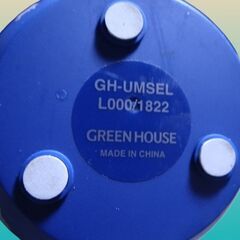 GH-UMSEL
L000/1822
GREEN HOUSE
MADE IN CHINA